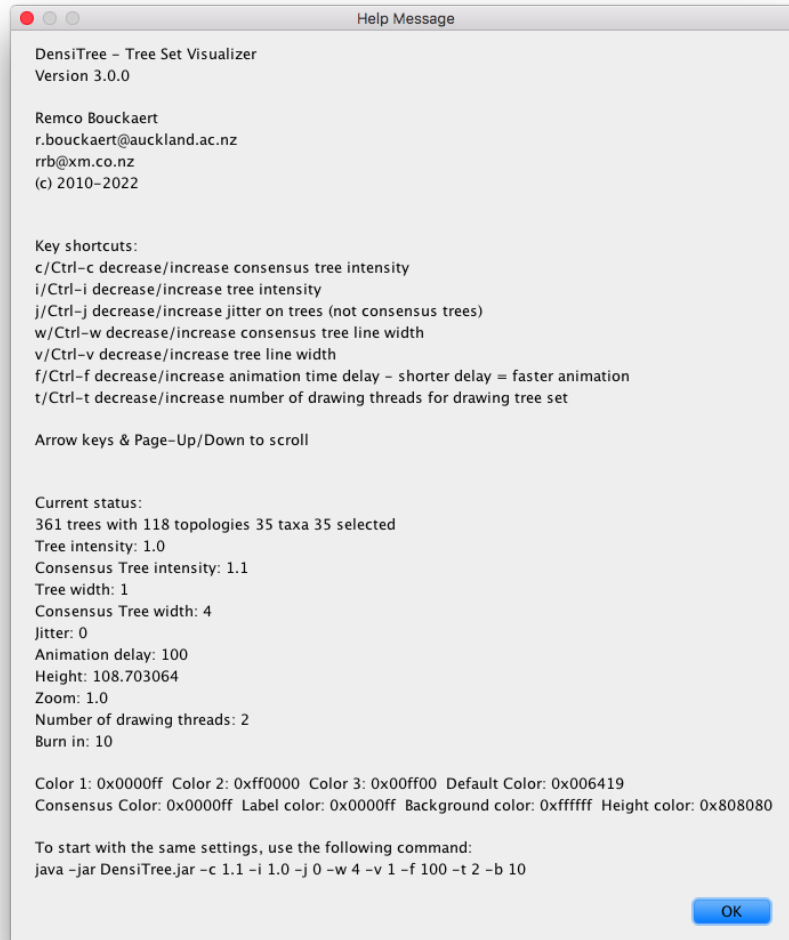 Help Message
DensiTree – Tree Set Visualizer
Version 3.0.0
Remco Bouckaert
r.bouckaert@auckland.ac.nz
rrb@xm.co.nz
(c) 2010–2022
Key shortcuts:
c/Ctrl–c decrease/increase consensus tree intensity
i/Ctrl–i decrease/increase tree intensity
j/Ctrl–j decrease/increase jitter on trees (not consensus trees)
w/Ctrl–w decrease/increase consensus tree line width
v/Ctrl–v decrease/increase tree line width
f/Ctrl–f decrease/increase animation time delay – shorter delay = faster animation
t/Ctrl–t decrease/increase number of drawing threads for drawing tree set
Arrow keys & Page–Up/Down to scroll
Current status:
361 trees with 118 topologies 35 taxa 35 selected
Tree intensity: 1.0
Consensus Tree intensity: 1.1
Tree width: 1
Consensus Tree width: 4
Jitter: 0
Animation delay: 100
Height: 108.703064
Zoom: 1.0
Number of drawing threads: 2
Burn in: 10
Color 1: 0x0000ff Color 2: 0xff0000 Color 3: 0x00ff00 Default Color: 0x006419
Consensus Color: 0x0000ff Label color: 0x0000ff Background color: 0xffffff Height color: 0x808080
To start with the same settings, use the following command:
java –jar DensiTree.jar –c 1.1 –i 1.0 –j 0 –w 4 –v 1 –f 100 –t 2 –b 10
OK